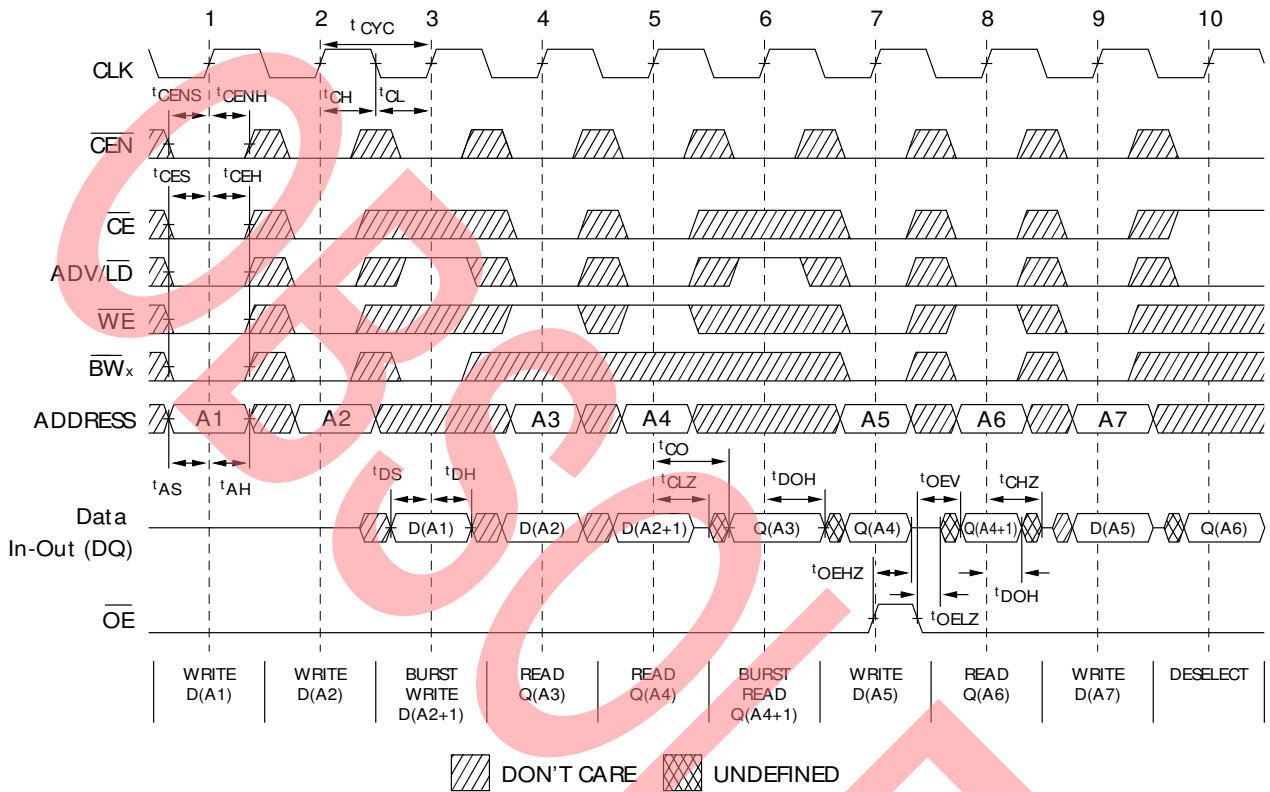 1 2 3 4 5 6 7 8 9 10
tCYC
CLK
tCENS tCENH tCH tCL
CEN
tCES tCEH
CE
ADV/LD
WE
BWx
ADDRESS A1 A2 A3 A4 A5 A6 A7
tAS tAH tDS tDH tCO tCLZ tDOH tOEV tCHZ
Data
In-Out (DQ)
D(A1) D(A2) D(A2+1) Q(A3) Q(A4) Q(A4+1) D(A5) Q(A6)
tOEHZ tDOH
tOELZ
OE
WRITE
D(A1)
WRITE
D(A2)
BURST
WRITE
D(A2+1)
READ
Q(A3)
READ
Q(A4)
BURST
READ
Q(A4+1)
WRITE
D(A5)
READ
Q(A6)
WRITE
D(A7)
DESELECT
DON'T CARE UNDEFINED
OBSOL